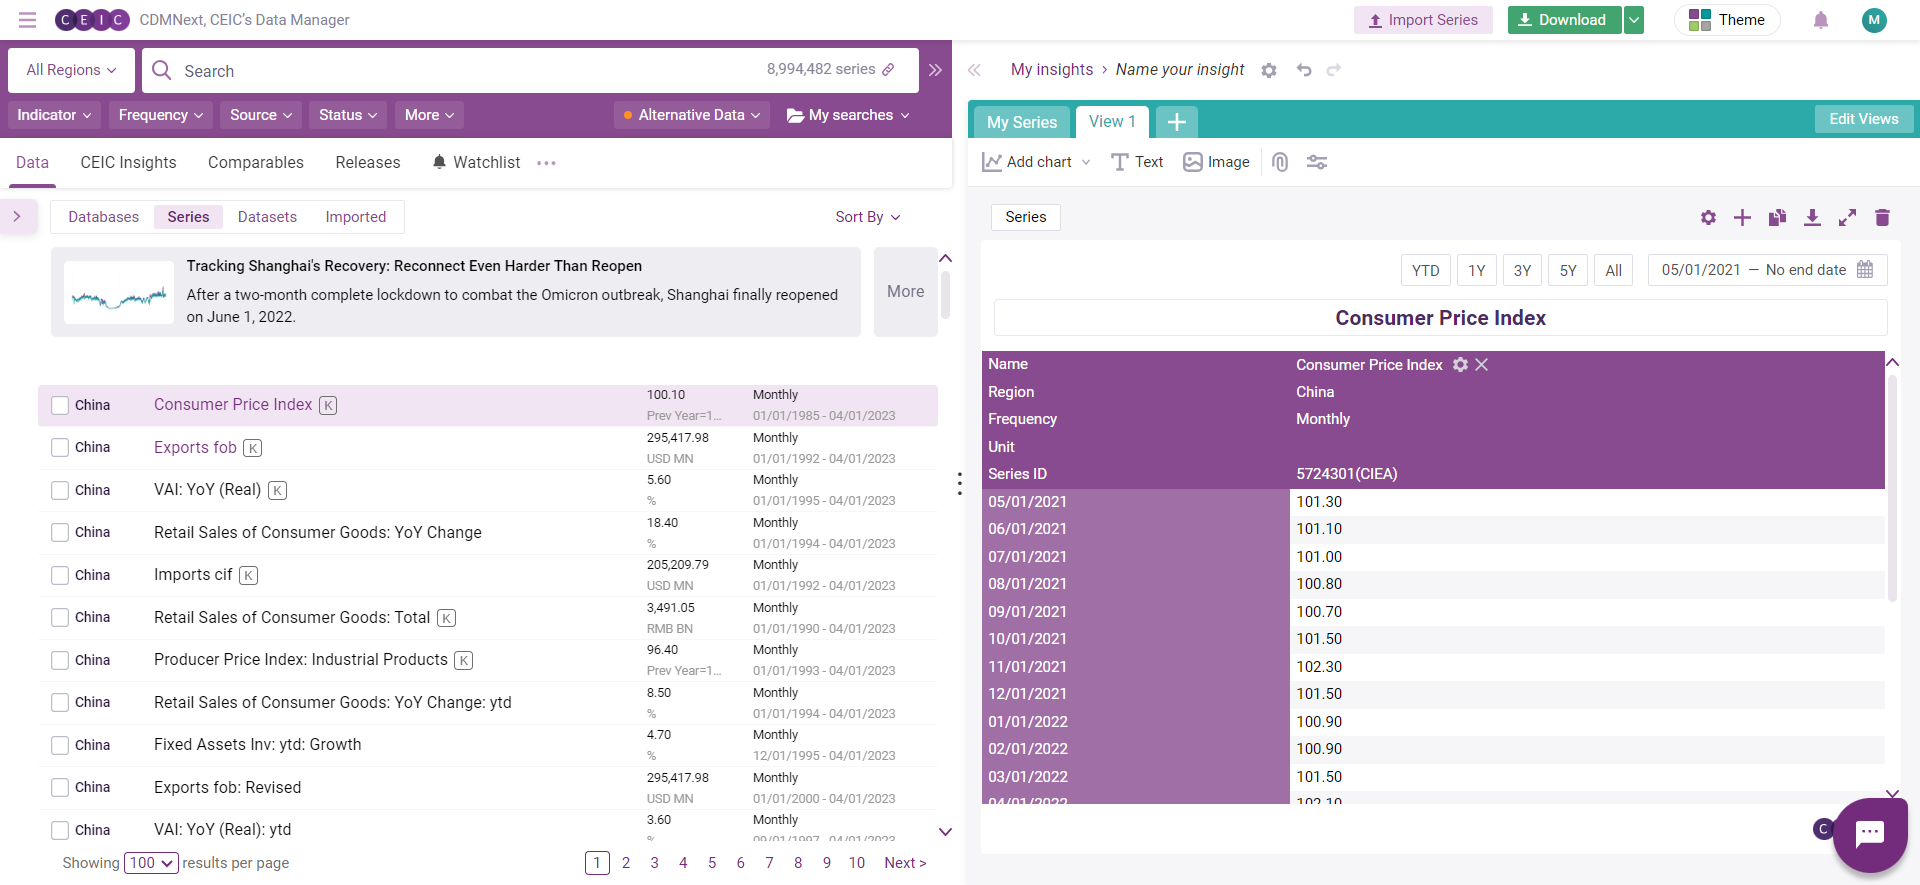 CEIC CDMNext, CEIC's Data Manager
Import Series
Download
Theme
M
All Regions
Search
8,994,482 series
My insights › Name your insight
Indicator
Frequency
Source
Status
More
Alternative Data
My searches
My Series
View 1
Edit Views
Data
CEIC Insights
Comparables
Releases
Watchlist
Add chart
Text
Image
Databases
Series
Datasets
Imported
Sort By
Series
Tracking Shanghai's Recovery: Reconnect Even Harder Than Reopen
After a two-month complete lockdown to combat the Omicron outbreak, Shanghai finally reopened
on June 1, 2022.
More
China Consumer Price Index K 100.10 Monthly
Prev Year=1... 01/01/1985 - 04/01/2023
China Exports fob K 295,417.98 Monthly
USD MN 01/01/1992 - 04/01/2023
China VAI: YoY (Real) K 5.60 Monthly
% 01/01/1995 - 04/01/2023
China Retail Sales of Consumer Goods: YoY Change 18.40 Monthly
% 01/01/1994 - 04/01/2023
China Imports cif K 205,209.79 Monthly
USD MN 01/01/1992 - 04/01/2023
China Retail Sales of Consumer Goods: Total K 3,491.05 Monthly
RMB BN 01/01/1990 - 04/01/2023
China Producer Price Index: Industrial Products K 96.40 Monthly
Prev Year=1... 01/01/1993 - 04/01/2023
China Retail Sales of Consumer Goods: YoY Change: ytd 8.50 Monthly
% 01/01/1994 - 04/01/2023
China Fixed Assets Inv: ytd: Growth 4.70 Monthly
% 12/01/1995 - 04/01/2023
China Exports fob: Revised 295,417.98 Monthly
USD MN 01/01/2000 - 04/01/2023
China VAI: YoY (Real): ytd 3.60 Monthly
% 09/01/1997 - 04/01/2023
Showing 100 results per page
1 2 3 4 5 6 7 8 9 10 Next >
YTD 1Y 3Y 5Y All 05/01/2021 – No end date
Consumer Price Index
Name Consumer Price Index
Region China
Frequency Monthly
Unit
Series ID 5724301(CIEA)
05/01/2021 101.30
06/01/2021 101.10
07/01/2021 101.00
08/01/2021 100.80
09/01/2021 100.70
10/01/2021 101.50
11/01/2021 102.30
12/01/2021 101.50
01/01/2022 100.90
02/01/2022 100.90
03/01/2022 101.50
04/01/2022 102.10
C